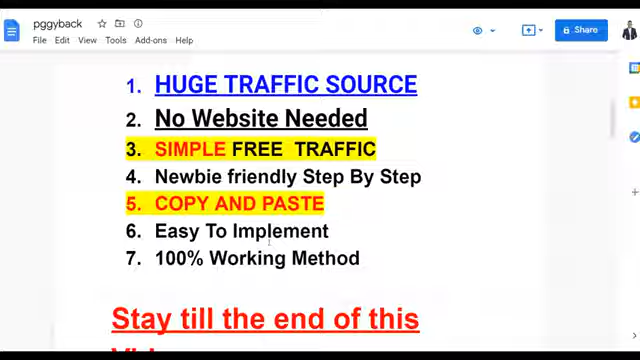 pggyback
File Edit View Tools Add-ons Help
Share
1. HUGE TRAFFIC SOURCE
2. No Website Needed
3. SIMPLE FREE TRAFFIC
4. Newbie friendly Step By Step
5. COPY AND PASTE
6. Easy To Implement
7. 100% Working Method
Stay till the end of this